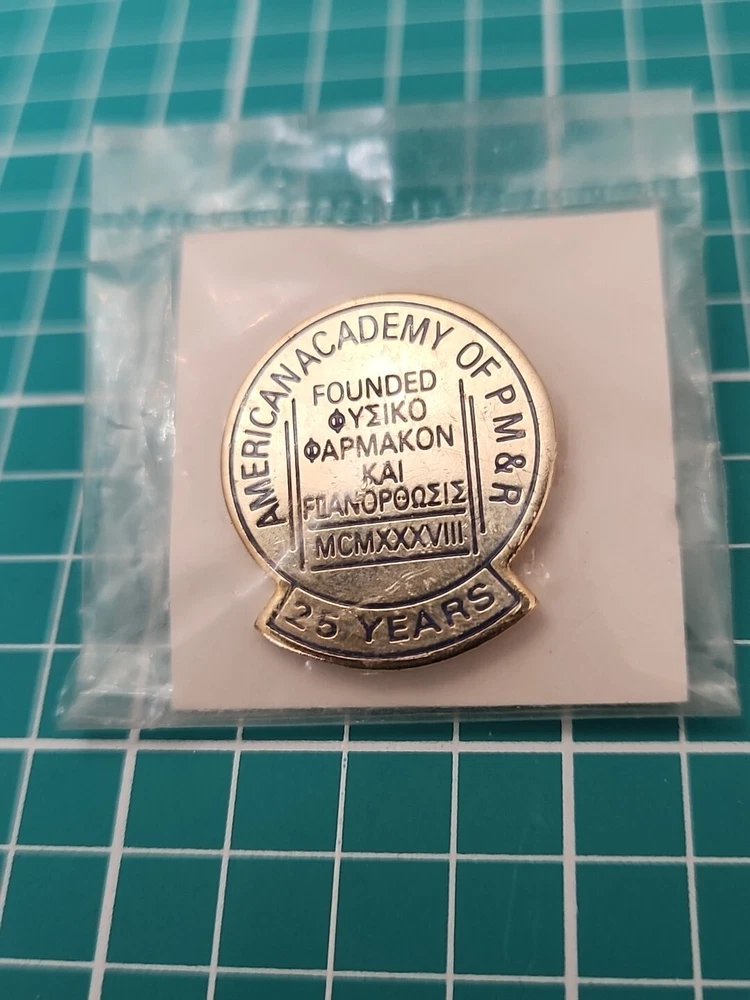 AMERICAN ACADEMY OF PM&R
FOUNDED
ΦΥΣΙΚΟ
ΦΑΡΜΑΚΟΝ
ΚΑΙ
ΕΠΑΝΟΡΘΩΣΙΣ
MCMXXXVIII
25 YEARS